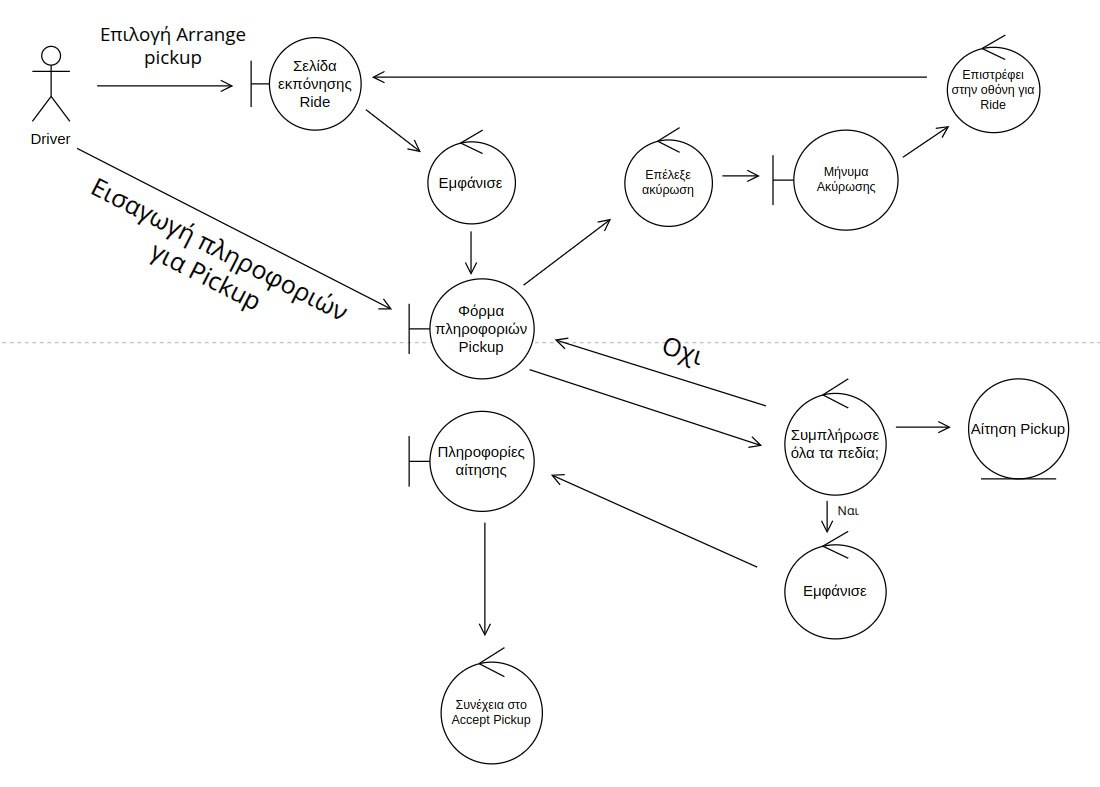 Επιλογή Arrange
pickup
Driver
Σελίδα
εκπόνησης
Ride
Επιστρέφει
στην οθόνη για
Ride
Εμφάνισε
Επέλεξε
ακύρωση
Μήνυμα
Ακύρωσης
Εισαγωγή πληροφοριών
για Pickup
Φόρμα
πληροφοριών
Pickup
Οχι
Συμπλήρωσε
όλα τα πεδία;
Αίτηση Pickup
Πληροφορίες
αίτησης
Ναι
Εμφάνισε
Συνέχεια στο
Accept Pickup